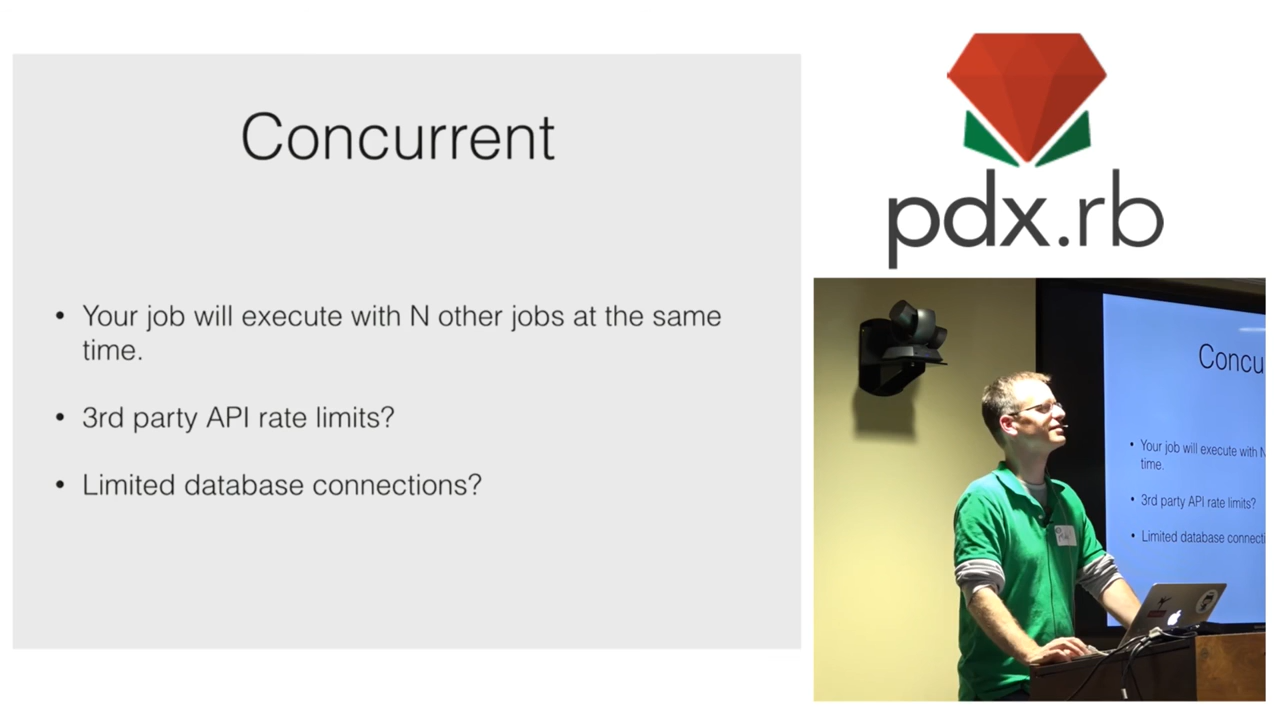 Concurrent
• Your job will execute with N other jobs at the same
time.
• 3rd party API rate limits?
• Limited database connections?
pdx.rb
Concu
• Your job will execute with N
time.
• 3rd party API rate limits?
• Limited database connecti